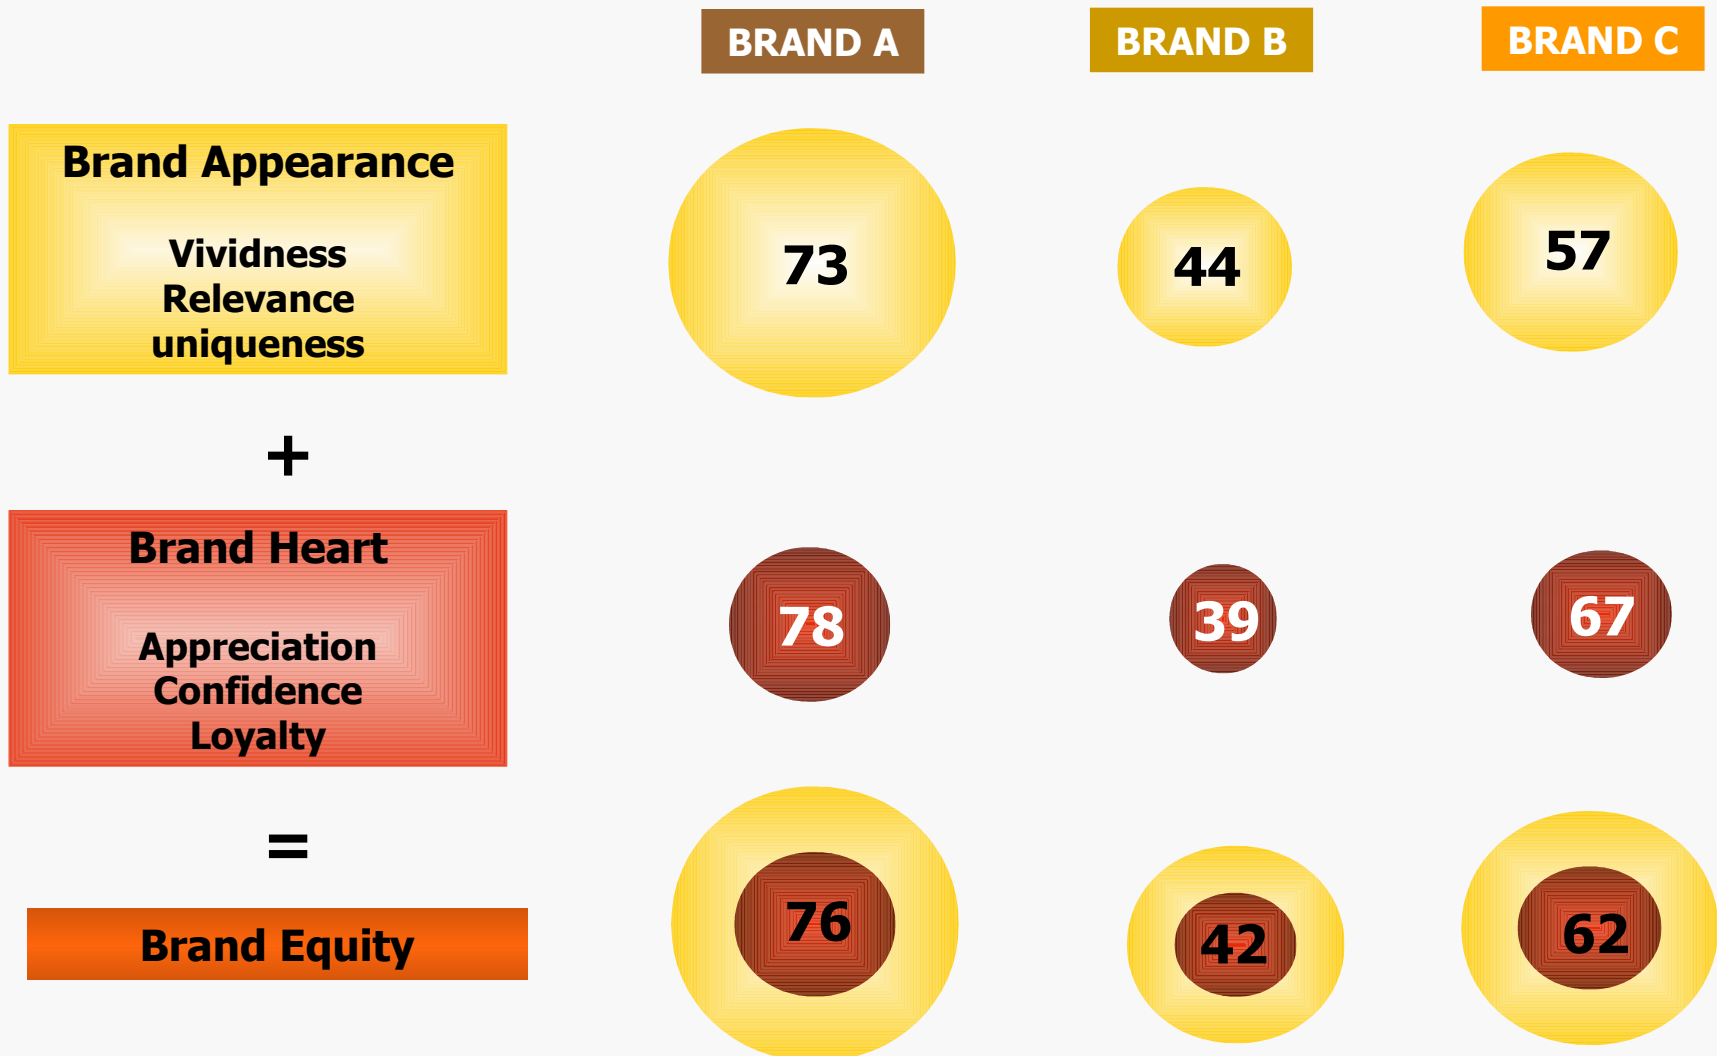 BRAND A
BRAND B
BRAND C
Brand Appearance
Vividness
Relevance
uniqueness
73
44
57
+
Brand Heart
Appreciation
Confidence
Loyalty
78
39
67
=
Brand Equity
76
42
62